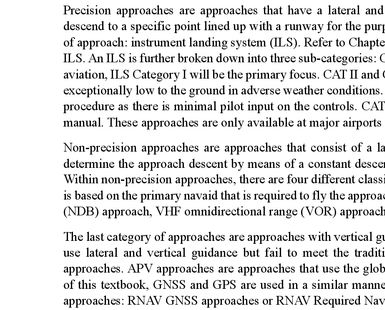 Precision approaches are approaches that have a lateral and
descend to a specific point lined up with a runway for the purp
of approach: instrument landing system (ILS). Refer to Chapte
ILS. An ILS is further broken down into three sub-categories: C
aviation, ILS Category I will be the primary focus. CAT II and C
exceptionally low to the ground in adverse weather conditions.
procedure as there is minimal pilot input on the controls. CAT
manual. These approaches are only available at major airports
Non-precision approaches are approaches that consist of a la
determine the approach descent by means of a constant descen
Within non-precision approaches, there are four different classi
is based on the primary navaid that is required to fly the approac
(NDB) approach, VHF omnidirectional range (VOR) approach
The last category of approaches are approaches with vertical gu
use lateral and vertical guidance but fail to meet the traditi
approaches. APV approaches are approaches that use the glob
of this textbook, GNSS and GPS are used in a similar manne
approaches: RNAV GNSS approaches or RNAV Required Nav